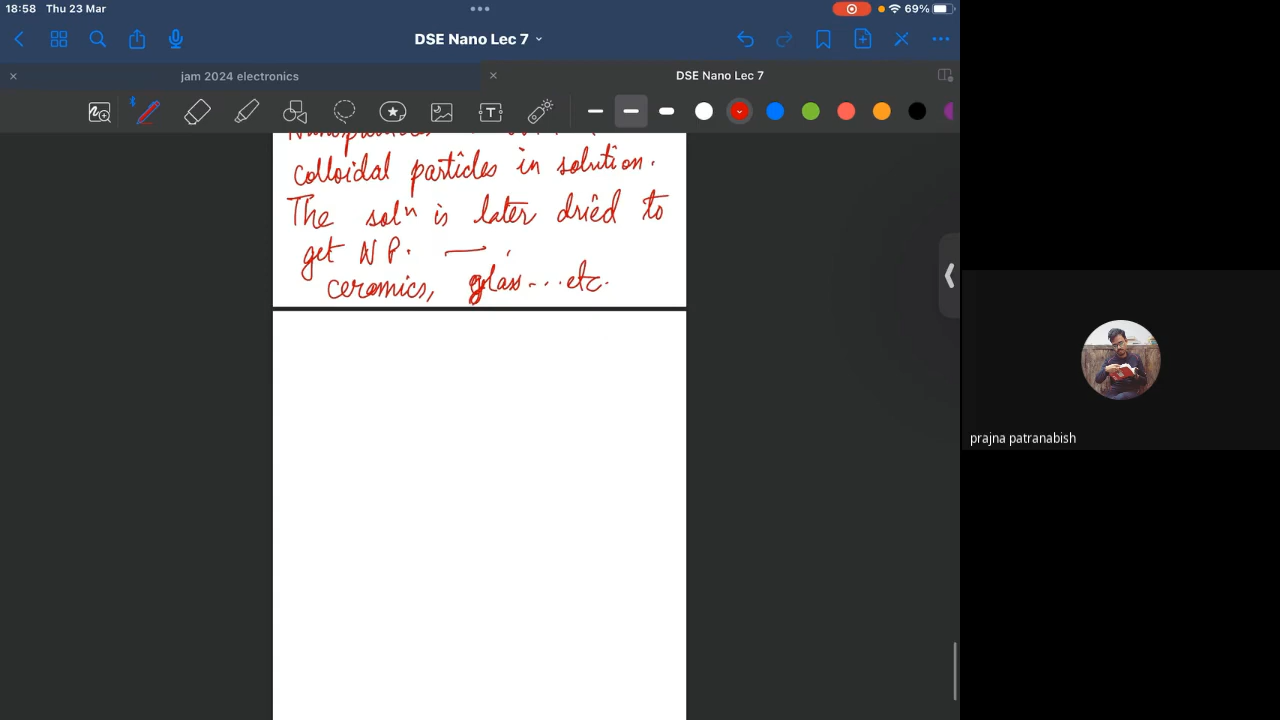 18:58 Thu 23 Mar
69%
DSE Nano Lec 7
jam 2024 electronics
DSE Nano Lec 7
colloidal particles in solution.
The solⁿ is later dried to
get NP. —
ceramics, glass... etc.
prajna patranabish